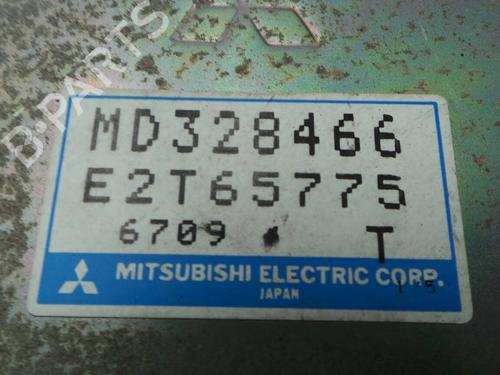 B-PARTS
MD328466
E2T65775
6709 T
MITSUBISHI ELECTRIC CORP.
JAPAN